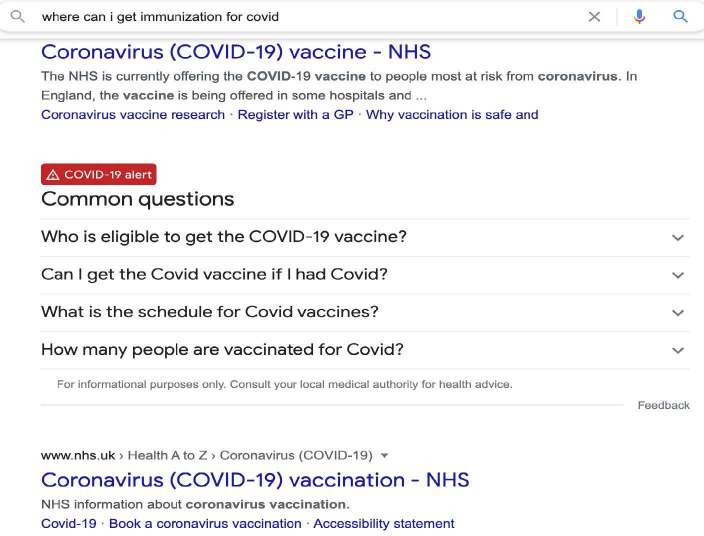 where can i get immunization for covid
Coronavirus (COVID-19) vaccine - NHS
The NHS is currently offering the COVID-19 vaccine to people most at risk from coronavirus. In
England, the vaccine is being offered in some hospitals and ...
Coronavirus vaccine research · Register with a GP · Why vaccination is safe and
COVID-19 alert
Common questions
Who is eligible to get the COVID-19 vaccine?
Can I get the Covid vaccine if I had Covid?
What is the schedule for Covid vaccines?
How many people are vaccinated for Covid?
For informational purposes only. Consult your local medical authority for health advice.
Feedback
www.nhs.uk › Health A to Z › Coronavirus (COVID-19)
Coronavirus (COVID-19) vaccination - NHS
NHS information about coronavirus vaccination.
Covid-19 · Book a coronavirus vaccination · Accessibility statement